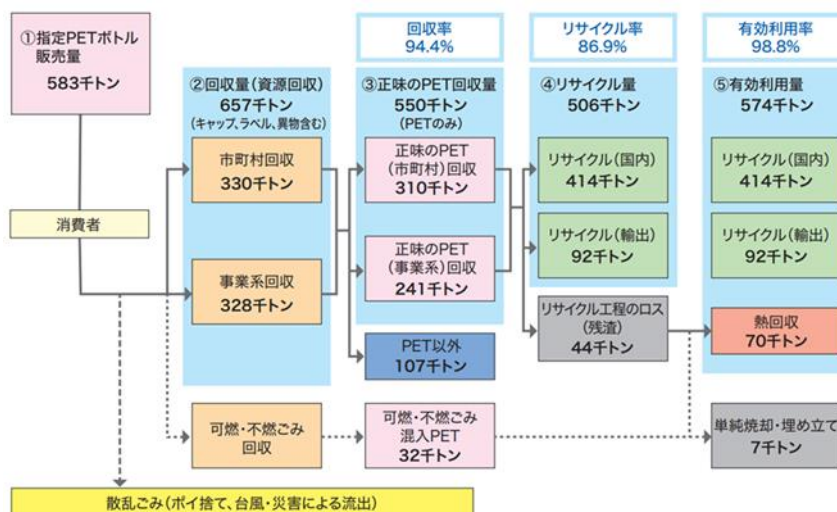 ①指定PETボトル
販売量
583千トン
回収率
94.4%
リサイクル率
86.9%
有効利用率
98.8%
②回収量(資源回収)
657千トン
(キャップ、ラベル、異物含む)
③正味のPET回収量
550千トン
(PETのみ)
④リサイクル量
506千トン
⑤有効利用量
574千トン
市町村回収
330千トン
正味のPET
(市町村)回収
310千トン
リサイクル(国内)
414千トン
リサイクル(国内)
414千トン
消費者
事業系回収
328千トン
正味のPET
(事業系)回収
241千トン
リサイクル(輸出)
92千トン
リサイクル(輸出)
92千トン
PET以外
107千トン
リサイクル工程のロス
(残渣)
44千トン
熱回収
70千トン
可燃・不燃ごみ
回収
可燃・不燃ごみ
混入PET
32千トン
単純焼却・埋め立て
7千トン
散乱ごみ(ポイ捨て、台風・災害による流出)